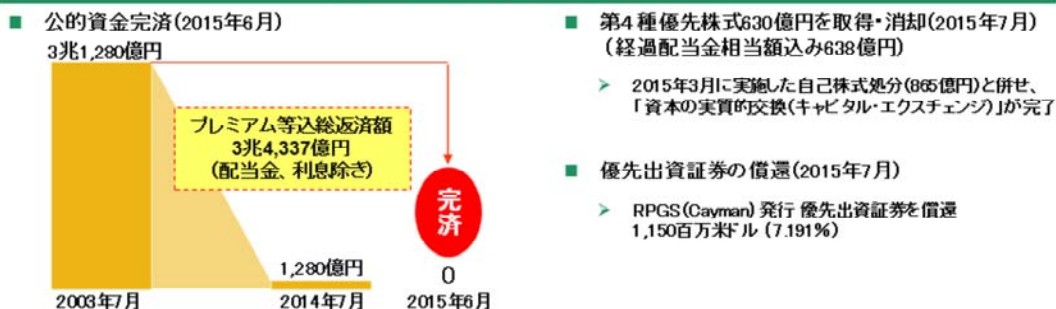 公的資金完済(2015年6月)
3兆1,280億円
プレミアム等込総返済額
3兆4,337億円
(配当金、利息除き)
完済
1,280億円
0
2003年7月
2014年7月
2015年6月
第4種優先株式630億円を取得・消却(2015年7月)
(経過配当金相当額込み638億円)
2015年3月に実施した自己株式処分(865億円)と併せ、
「資本の実質的交換(キャピタル・エクスチェンジ)」が完了
優先出資証券の償還(2015年7月)
RPGS(Cayman) 発行 優先出資証券を償還
1,150百万米ドル (7.191%)